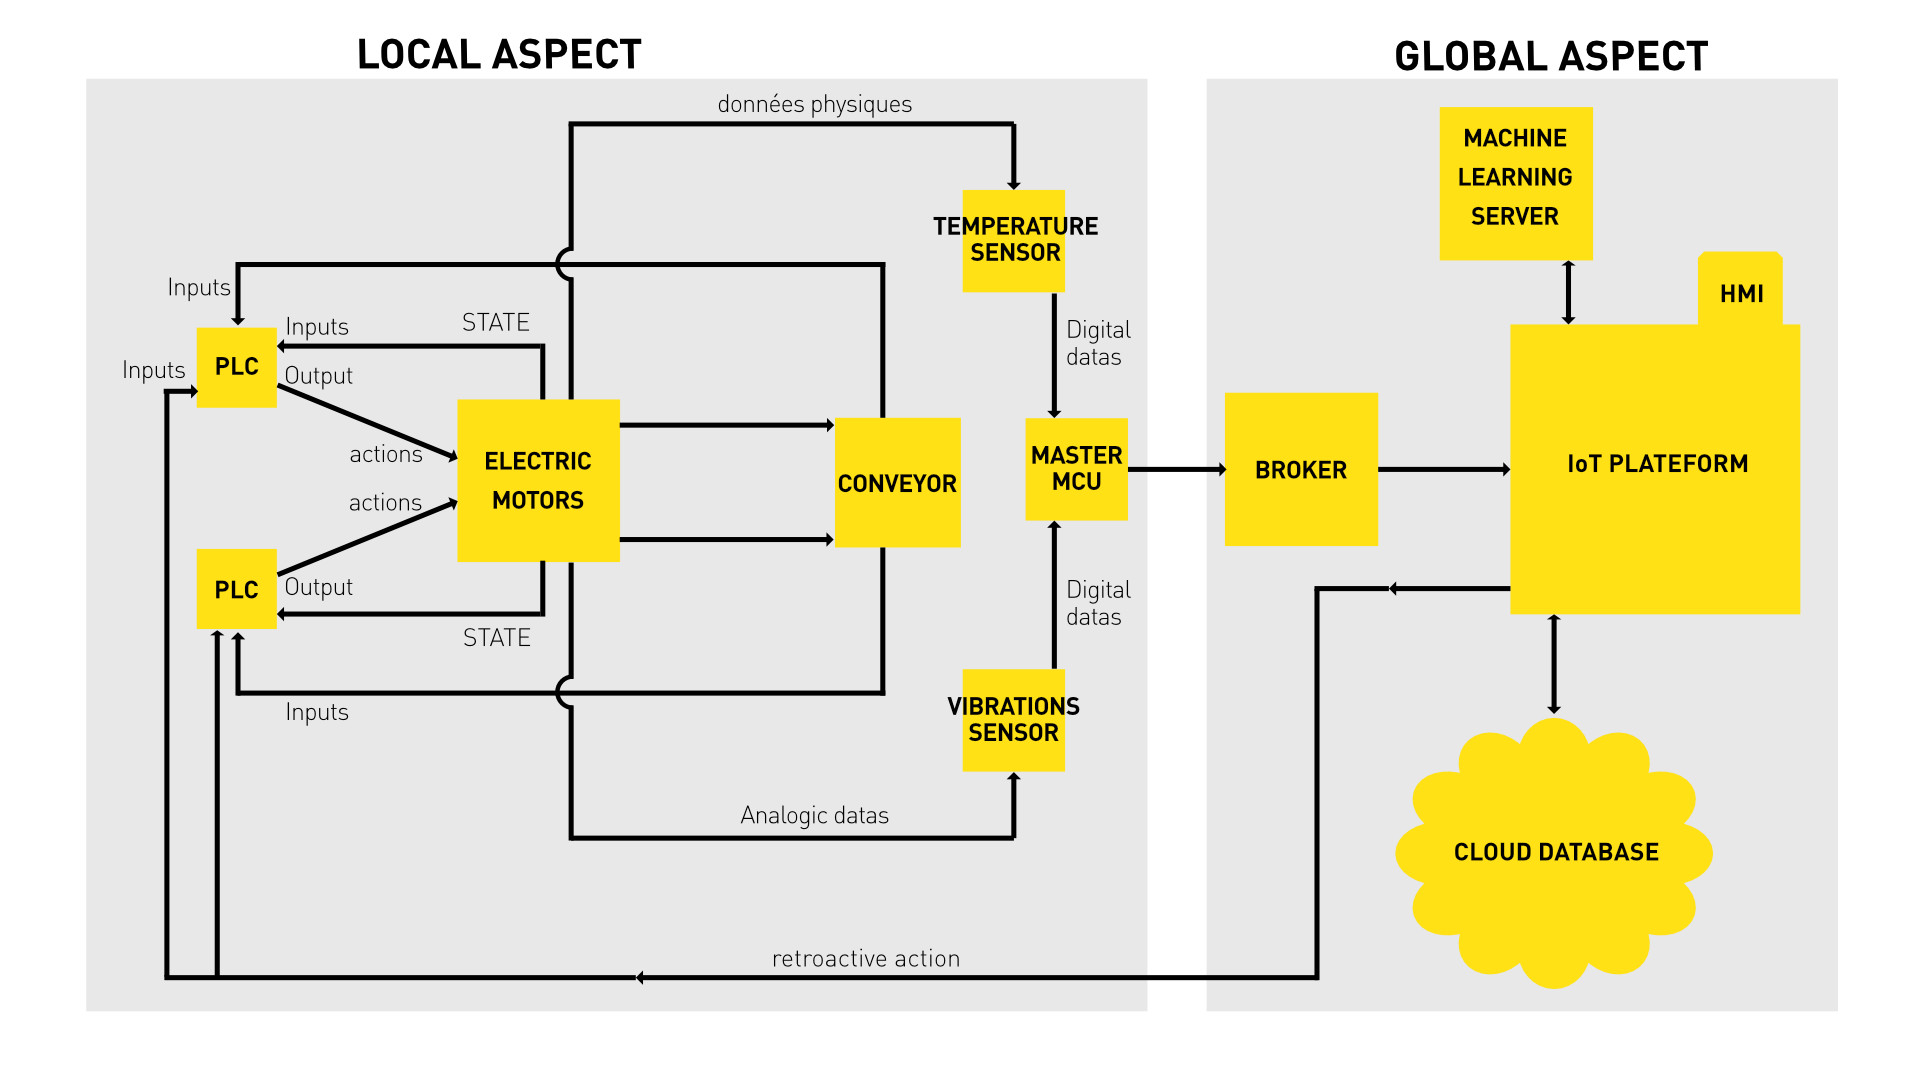 LOCAL ASPECT
GLOBAL ASPECT
données physiques
MACHINE
LEARNING
SERVER
TEMPERATURE
SENSOR
Inputs
HMI
Inputs
STATE
Digital
datas
PLC
Inputs
Output
actions
ELECTRIC
MOTORS
CONVEYOR
MASTER
MCU
BROKER
IoT PLATEFORM
actions
PLC
Output
STATE
Digital
datas
Inputs
VIBRATIONS
SENSOR
Analogic datas
CLOUD DATABASE
retroactive action